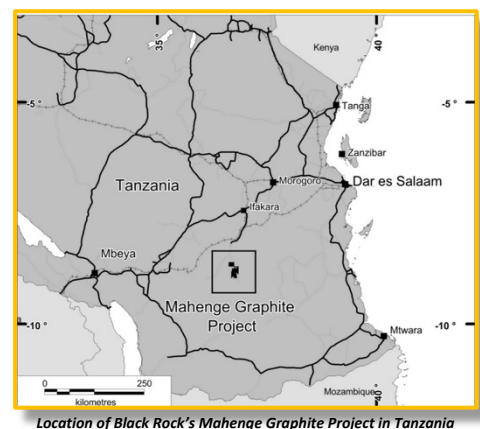 35°
40°
Kenya
-5°
-5°
Tanga
Zanzibar
Morogoro
Dar es Salaam
Tanzania
Ifakara
Mbeya
Mahenge Graphite
Project
-10°
-10°
Mtwara
0
250
kilometres
Mozambique
40°
Location of Black Rock's Mahenge Graphite Project in Tanzania